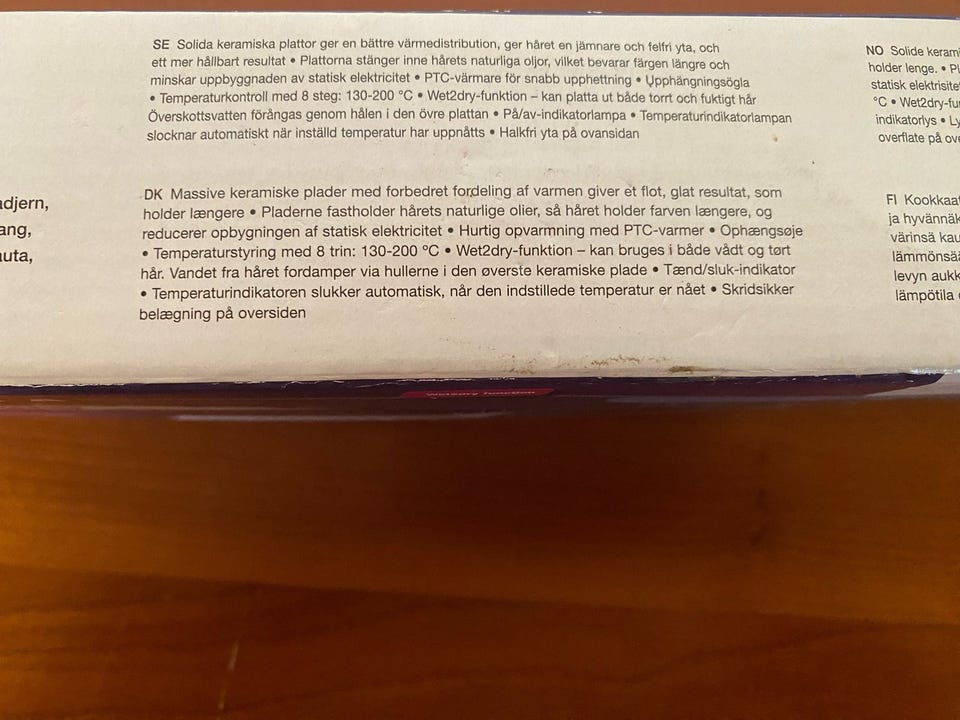 SE Solida keramiska plattor ger en bättre värmedistribution, ger håret en jämnare och felfri yta, och
ett mer hållbart resultat • Plattorna stänger inne hårets naturliga oljor, vilket bevarar färgen längre och
minskar uppbyggnaden av statisk elektricitet • PTC-värmare för snabb upphettning • Upphängningsögla
• Temperaturkontroll med 8 steg: 130-200 °C • Wet2dry-funktion – kan platta ut både torrt och fuktigt hår
Överskottsvatten förångas genom hålen i den övre plattan • På/av-indikatorlampa • Temperaturindikatorlampan
slocknar automatiskt när inställd temperatur har uppnåtts • Halkfri yta på ovansidan
NO Solide kerami
holder lenge. • Pl
statisk elektrisite
°C • Wet2dry-fu
indikatorlys • Ly
overflate på ove
adjern,
ang,
auta,
DK Massive keramiske plader med forbedret fordeling af varmen giver et flot, glat resultat, som
holder længere • Pladerne fastholder hårets naturlige olier, så håret holder farven længere, og
reducerer opbygningen af statisk elektricitet • Hurtig opvarmning med PTC-varmer • Ophængsøje
• Temperaturstyring med 8 trin: 130-200 °C • Wet2dry-funktion – kan bruges i både vådt og tørt
hår. Vandet fra håret fordamper via hullerne i den øverste keramiske plade • Tænd/sluk-indikator
• Temperaturindikatoren slukker automatisk, når den indstillede temperatur er nået • Skridsikker
belægning på oversiden
FI Kookkaat
ja hyvännäk
värinsä kau
lämmönsää
levyn aukk
lämpötila
Wet2dry function